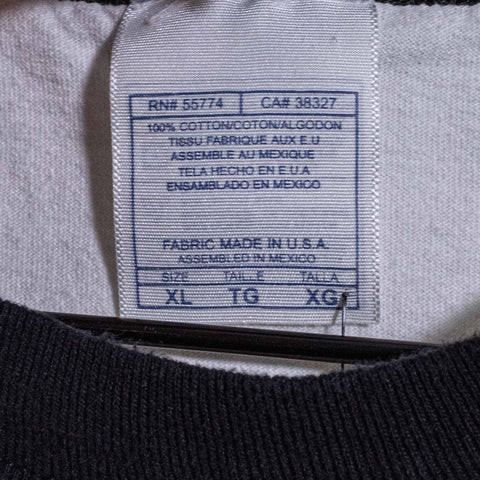 RN# 55774 CA# 38327
100% COTTON/COTON/ALGODON
TISSU FABRIQUE AUX E.U
ASSEMBLE AU MEXIQUE
TELA HECHO EN E.U.A
ENSAMBLADO EN MEXICO
FABRIC MADE IN U.S.A.
ASSEMBLED IN MEXICO
SIZE TAILLE TALLA
XL TG XG